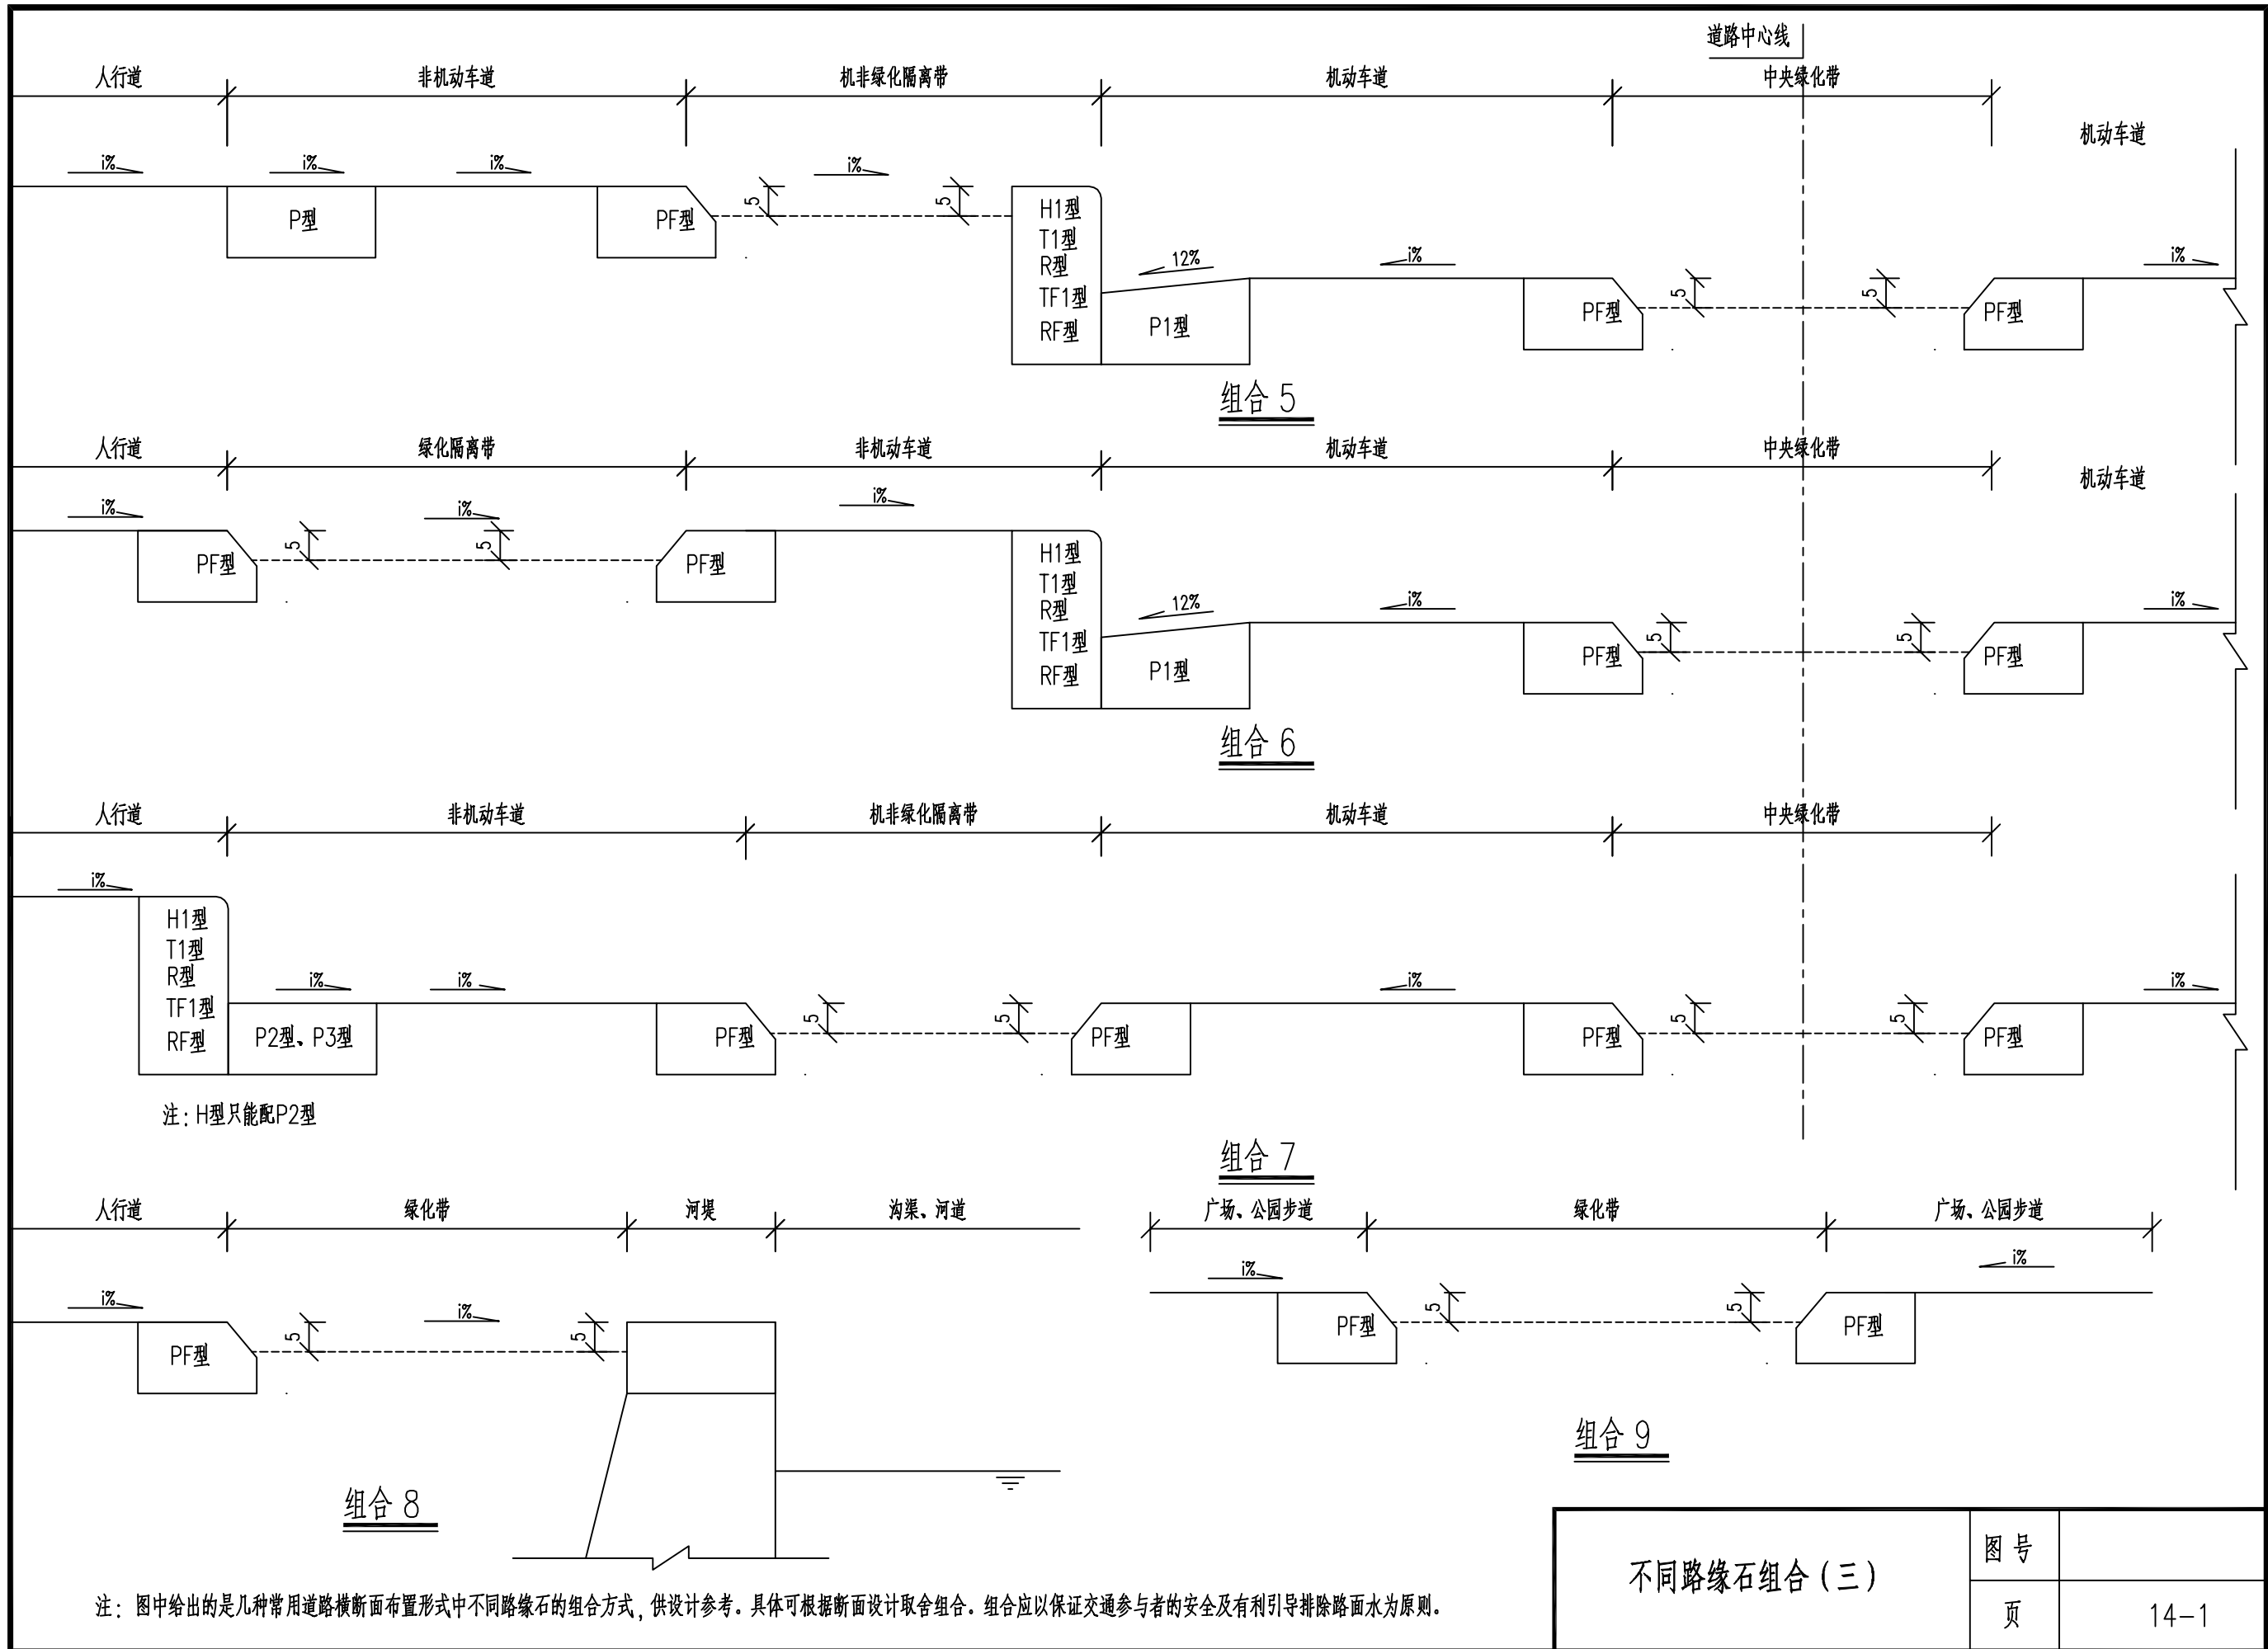 道路中心线
人行道 非机动车道 机非绿化隔离带 机动车道 中央绿化带
机动车道
i% i% i% i%
P型 PF型 5 5 H1型
T1型
R型
TF1型
RF型
12% i% i%
P1型 PF型 5 5 PF型
组合 5
人行道 绿化隔离带 非机动车道 机动车道 中央绿化带
机动车道
i% i% i%
PF型 5 5 PF型 H1型
T1型
R型
TF1型
RF型
12% i% i%
P1型 PF型 5 5 PF型
组合 6
人行道 非机动车道 机非绿化隔离带 机动车道 中央绿化带
i%
H1型
T1型
R型
TF1型
RF型
i% i% i% i%
P2型、P3型 PF型 5 5 PF型 PF型 5 5 PF型
注：H型只能配P2型
组合 7
人行道 绿化带 河堤 沟渠、河道
i% i%
PF型 5 5
组合 8
广场、公园步道 绿化带 广场、公园步道
i% i%
PF型 5 5 PF型
组合 9
注： 图中给出的是几种常用道路横断面布置形式中不同路缘石的组合方式，供设计参考。具体可根据断面设计取舍组合。组合应以保证交通参与者的安全及有利引导排除路面水为原则。
不同路缘石组合（三）
图 号
页 14-1